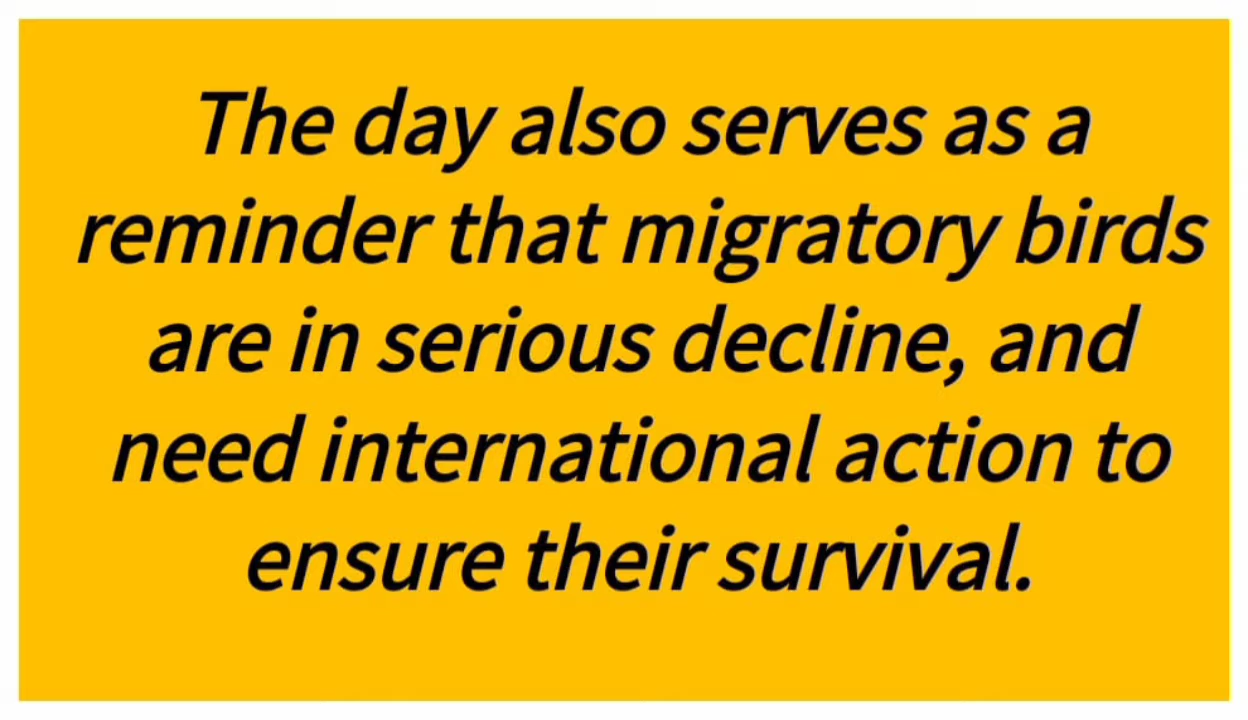 The day also serves as a
reminder that migratory birds
are in serious decline, and
need international action to
ensure their survival.